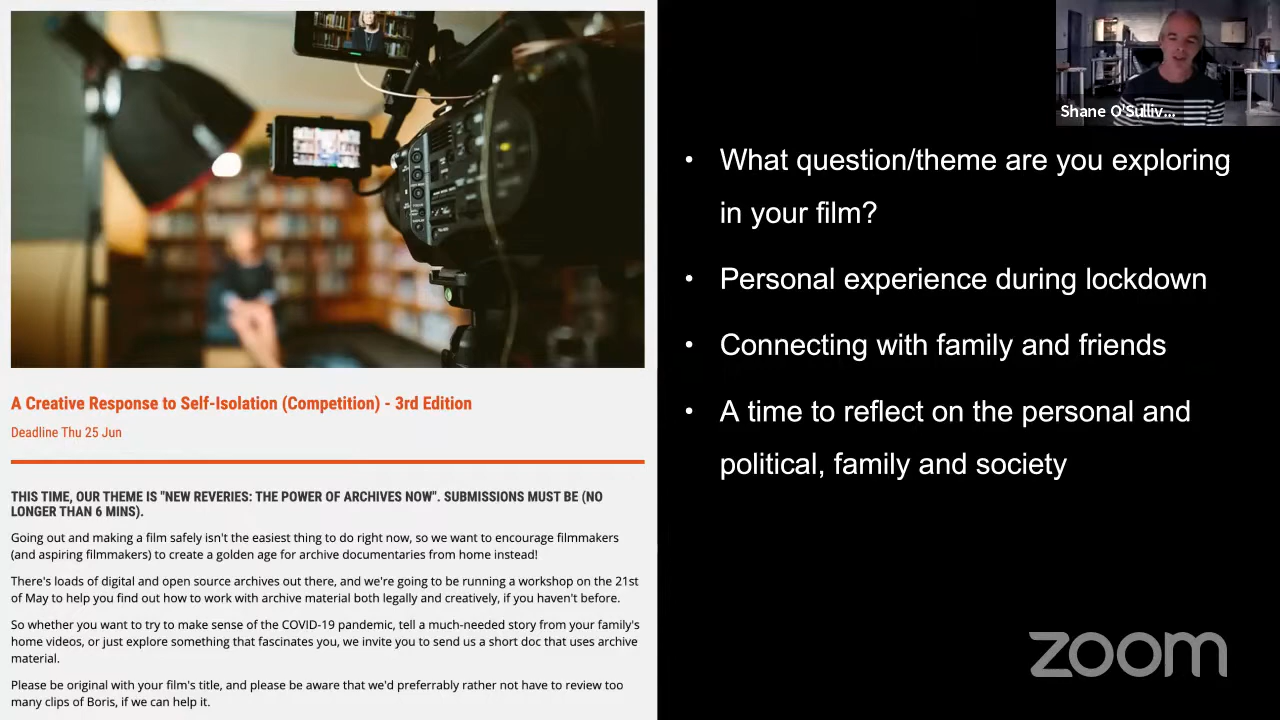 A Creative Response to Self-Isolation (Competition) - 3rd Edition
Deadline Thu 25 Jun
THIS TIME, OUR THEME IS "NEW REVERIES: THE POWER OF ARCHIVES NOW". SUBMISSIONS MUST BE (NO
LONGER THAN 6 MINS).
Going out and making a film safely isn't the easiest thing to do right now, so we want to encourage filmmakers
(and aspiring filmmakers) to create a golden age for archive documentaries from home instead!
There's loads of digital and open source archives out there, and we're going to be running a workshop on the 21st
of May to help you find out how to work with archive material both legally and creatively, if you haven't before.
So whether you want to try to make sense of the COVID-19 pandemic, tell a much-needed story from your family's
home videos, or just explore something that fascinates you, we invite you to send us a short doc that uses archive
material.
Please be original with your film's title, and please be aware that we'd preferrably rather not have to review too
many clips of Boris, if we can help it.
Shane O'Sulliv...
• What question/theme are you exploring
in your film?
• Personal experience during lockdown
• Connecting with family and friends
• A time to reflect on the personal and
political, family and society
zoom